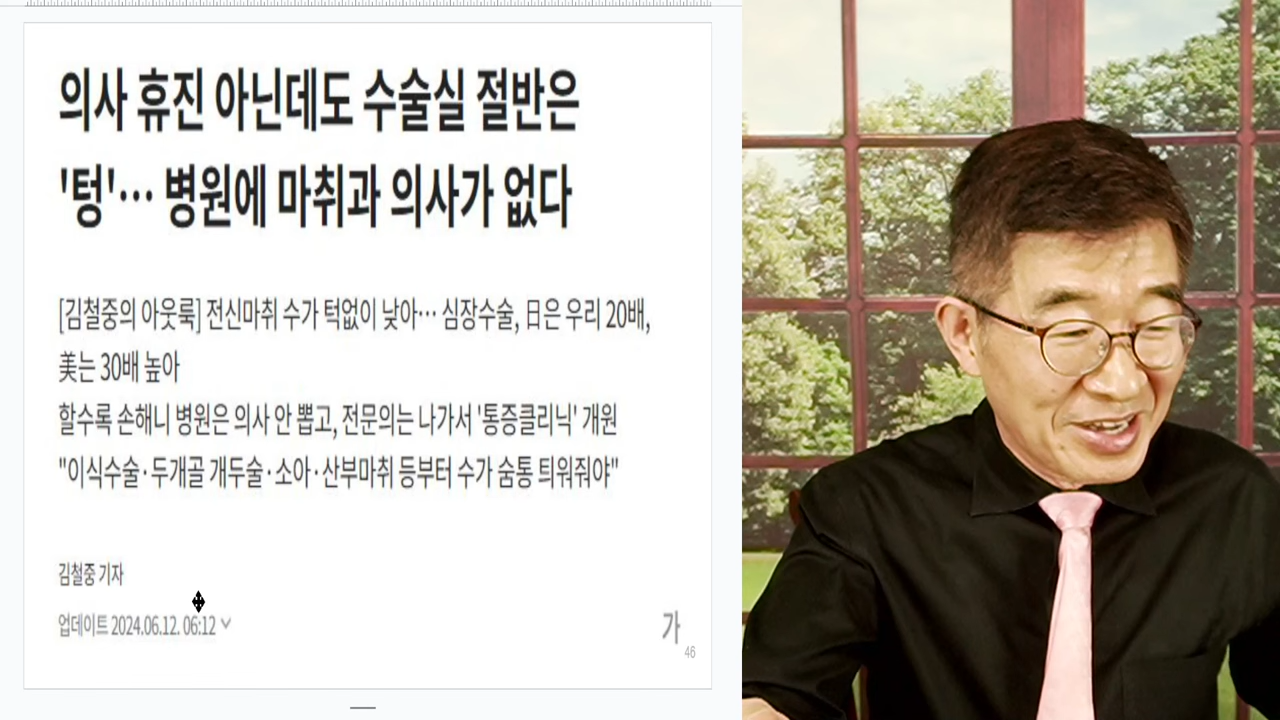 의사 휴진 아닌데도 수술실 절반은
'텅'… 병원에 마취과 의사가 없다
[김철중의 아웃룩] 전신마취 수가 턱없이 낮아… 심장수술, 日은 우리 20배,
美는 30배 높아
할수록 손해니 병원은 의사 안 뽑고, 전문의는 나가서 '통증클리닉' 개원
"이식수술·두개골 개두술·소아·산부마취 등부터 수가 숨통 틔워줘야"
김철중 기자
업데이트 2024.06.12. 06:12
가
46